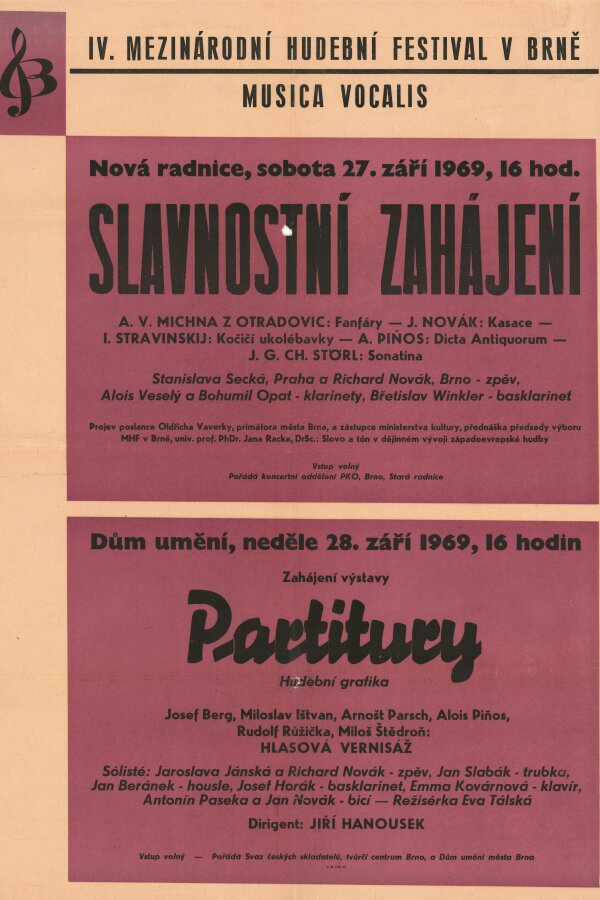 IV. MEZINÁRODNÍ HUDEBNÍ FESTIVAL V BRNĚ
MUSICA VOCALIS
Nová radnice, sobota 27. září 1969, 16 hod.
SLAVNOSTNÍ ZAHÁJENÍ
A. V. MICHNA Z OTRADOVIC: Fanfáry — J. NOVÁK: Kasace —
I. STRAVINSKIJ: Kočičí ukolébavky — A. PIŇOS: Dicta Antiquorum —
J. G. CH. STÖRL: Sonatina
Stanislava Secká, Praha a Richard Novák, Brno - zpěv,
Alois Veselý a Bohumil Opat - klarinety, Břetislav Winkler - basklarinet
Projev poslance Oldřicha Vaverky, primátora města Brna, a zástupce ministerstva kultury, přednáška předsedy výboru
MHF v Brně, univ. prof. PhDr. Jana Racka, DrSc.: Slovo a tón v dějinném vývoji západoevropské hudby
Vstup volný
Pořádá koncertní oddělení PKO, Brno, Stará radnice
Dům umění, neděle 28. září 1969, 16 hodin
Zahájení výstavy
Partitury
Hudební grafika
Josef Berg, Miloslav Ištvan, Arnošt Parsch, Alois Piňos,
Rudolf Růžička, Miloš Štědroň:
HLASOVÁ VERNISÁŽ
Sólisté: Jaroslava Jánská a Richard Novák - zpěv, Jan Slabák - trubka,
Jan Beránek - housle, Josef Horák - basklarinet, Emma Kovárnová - klavír,
Antonín Paseka a Jan Novák - bicí — Režisérka Eva Tálská
Dirigent: JIŘÍ HANOUSEK
Vstup volný — Pořádá Svaz českých skladatelů, tvůrčí centrum Brno, a Dům umění města Brna